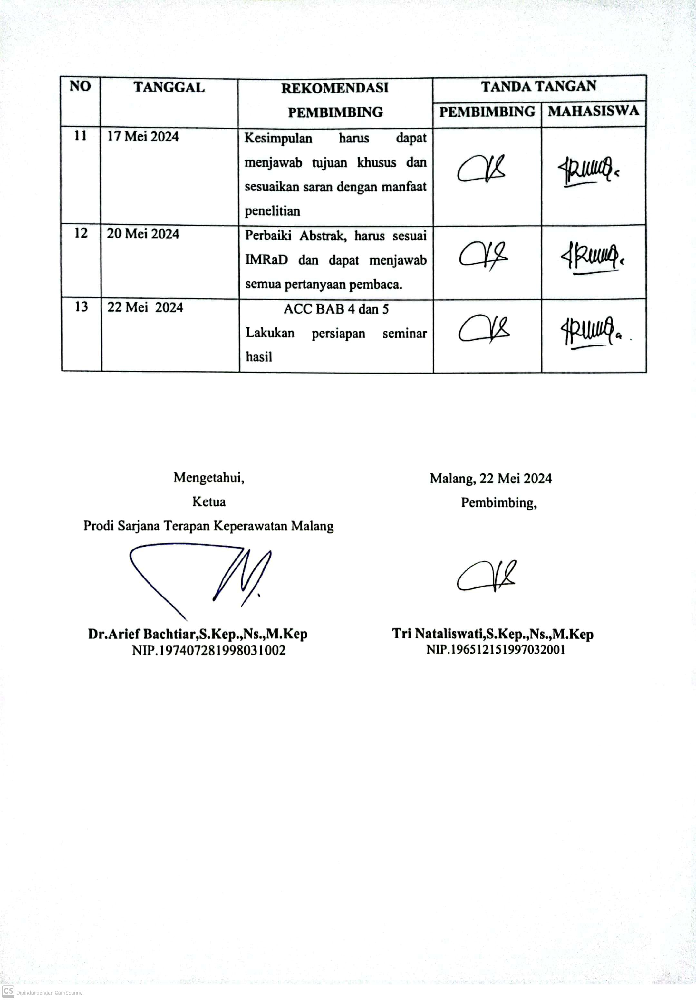 NO TANGGAL REKOMENDASI PEMBIMBING TANDA TANGAN
PEMBIMBING MAHASISWA
11 17 Mei 2024 Kesimpulan harus dapat
menjawab tujuan khusus dan
sesuaikan saran dengan manfaat
penelitian
12 20 Mei 2024 Perbaiki Abstrak, harus sesuai
IMRaD dan dapat menjawab
semua pertanyaan pembaca.
13 22 Mei 2024 ACC BAB 4 dan 5
Lakukan persiapan seminar
hasil
Mengetahui,
Ketua
Prodi Sarjana Terapan Keperawatan Malang
Dr.Arief Bachtiar,S.Kep.,Ns.,M.Kep
NIP.197407281998031002
Malang, 22 Mei 2024
Pembimbing,
Tri Nataliswati,S.Kep.,Ns.,M.Kep
NIP.196512151997032001
CS Dipindai dengan CamScanner